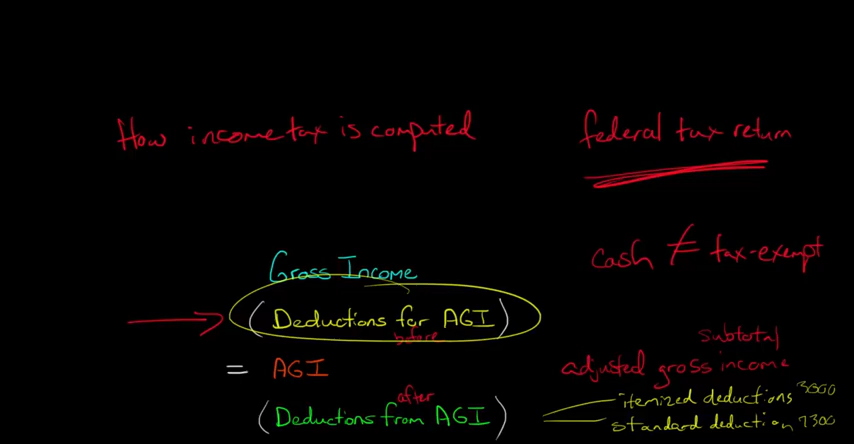 How income tax is computed
federal tax return
cash ≠ tax-exempt
Gross Income
(Deductions for AGI)
before
subtotal
= AGI
adjusted gross income
after
(Deductions from AGI)
itemized deductions 3000
standard deduction 7300